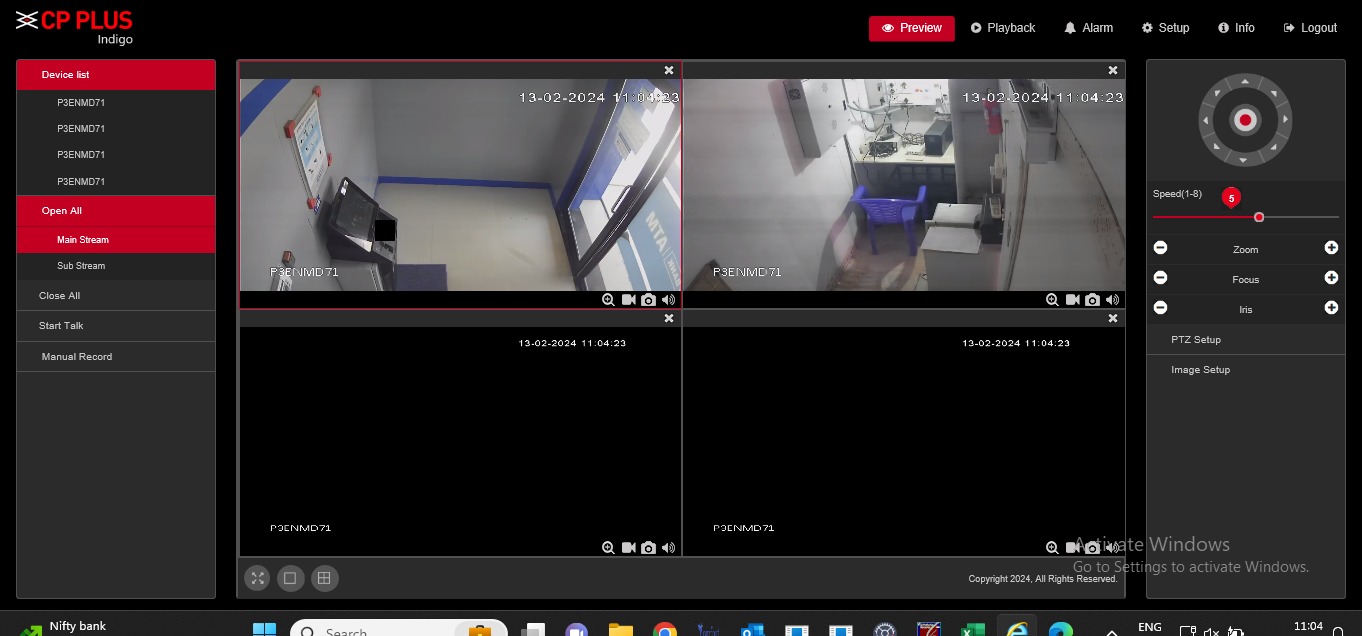 CP PLUS
Indigo
Preview
Playback
Alarm
Setup
Info
Logout
Device list
P3ENMD71
P3ENMD71
P3ENMD71
P3ENMD71
Open All
Main Stream
Sub Stream
Close All
Start Talk
Manual Record
13-02-2024 11:04:23
P3ENMD71
13-02-2024 11:04:23
P3ENMD71
13-02-2024 11:04:23
P3ENMD71
13-02-2024 11:04:23
P3ENMD71
Speed(1-8)
5
Zoom
Focus
Iris
PTZ Setup
Image Setup
Activate Windows
Go to Settings to activate Windows.
Copyright 2024, All Rights Reserved.
Nifty bank
Search
ENG
11:04